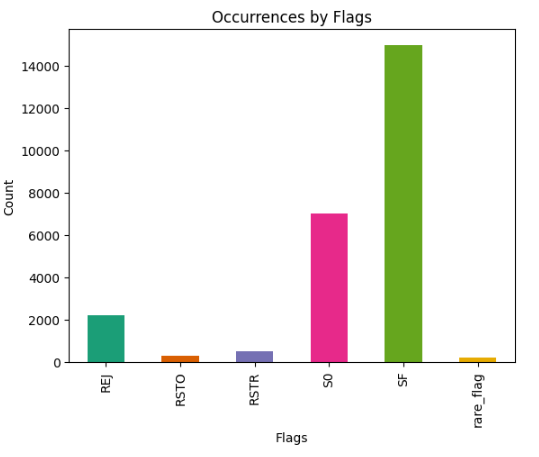 Occurrences by Flags
14000
12000
10000
8000
6000
4000
2000
0
Count
REJ
RSTO
RSTR
S0
SF
rare_flag
Flags